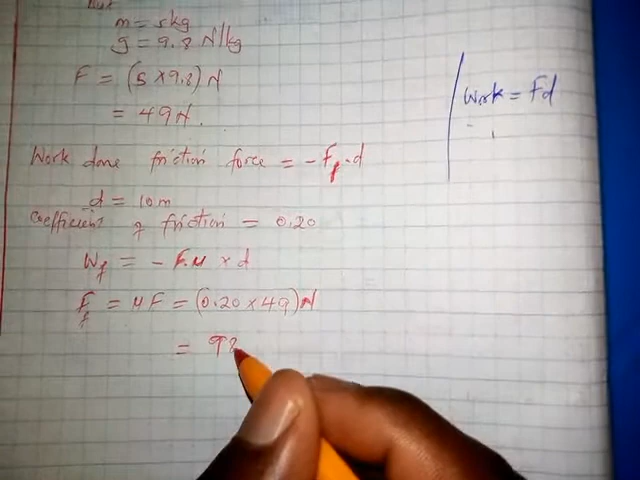 m = 5kg
g = 9.8 N/kg
F = (5 × 9.8) N
= 49N.
Work done friction force = -Ff.d
d = 10m
Coefficient of friction = 0.20
Wf = - F.μ × d
Ff = μF = (0.20 × 49) N
= 98
Work = Fd